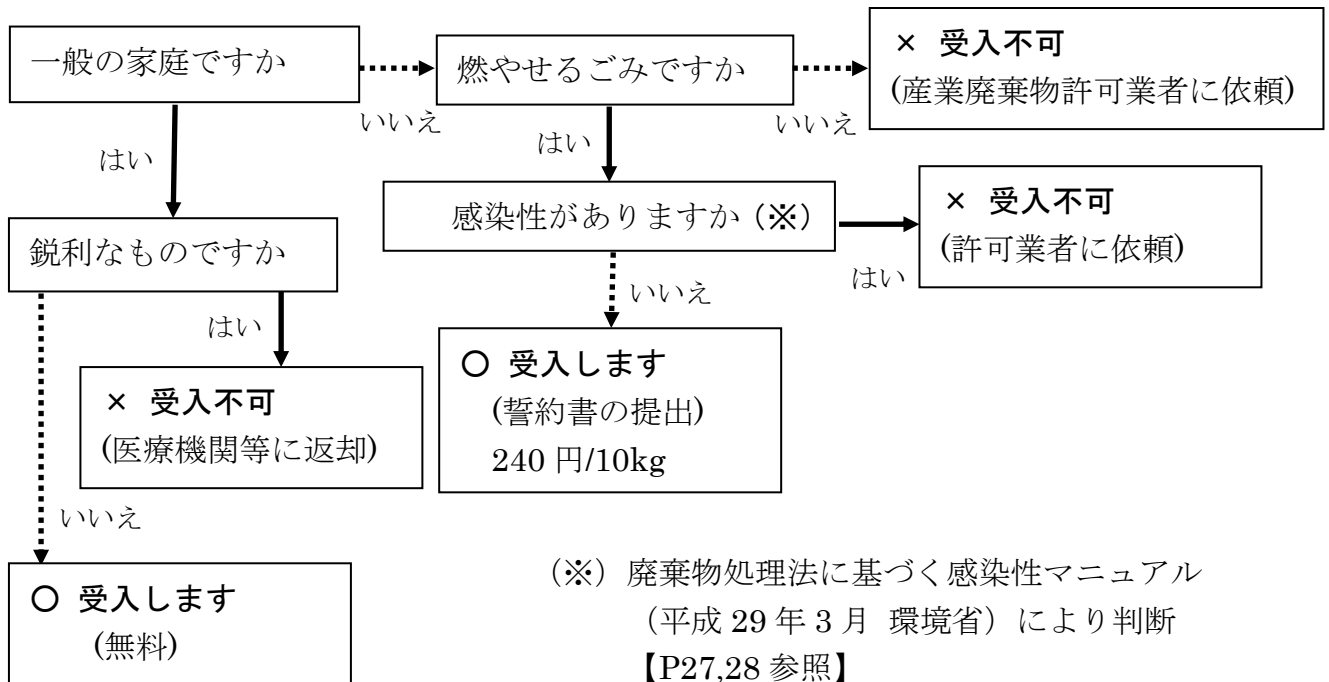 一般の家庭ですか
いいえ
燃やせるごみですか
いいえ
× 受入不可
(産業廃棄物許可業者に依頼)
はい
はい
鋭利なものですか
感染性がありますか（※）
はい
× 受入不可
(許可業者に依頼)
はい
いいえ
× 受入不可
(医療機関等に返却)
〇 受入します
(誓約書の提出)
240 円/10kg
いいえ
〇 受入します
(無料)
（※）廃棄物処理法に基づく感染性マニュアル
（平成 29 年 3 月 環境省）により判断
【P27,28 参照】